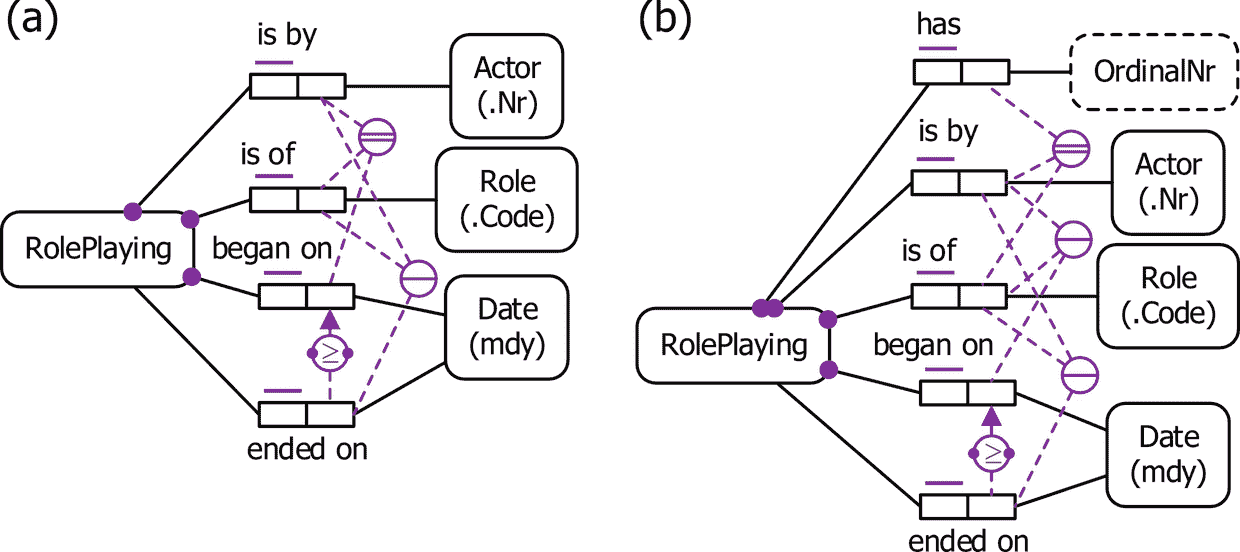 (a)
is by
Actor
(.Nr)
is of
Role
(.Code)
RolePlaying
began on
Date
(mdy)
≥
ended on
(b)
has
OrdinalNr
is by
Actor
(.Nr)
is of
Role
(.Code)
RolePlaying
began on
Date
(mdy)
≥
ended on